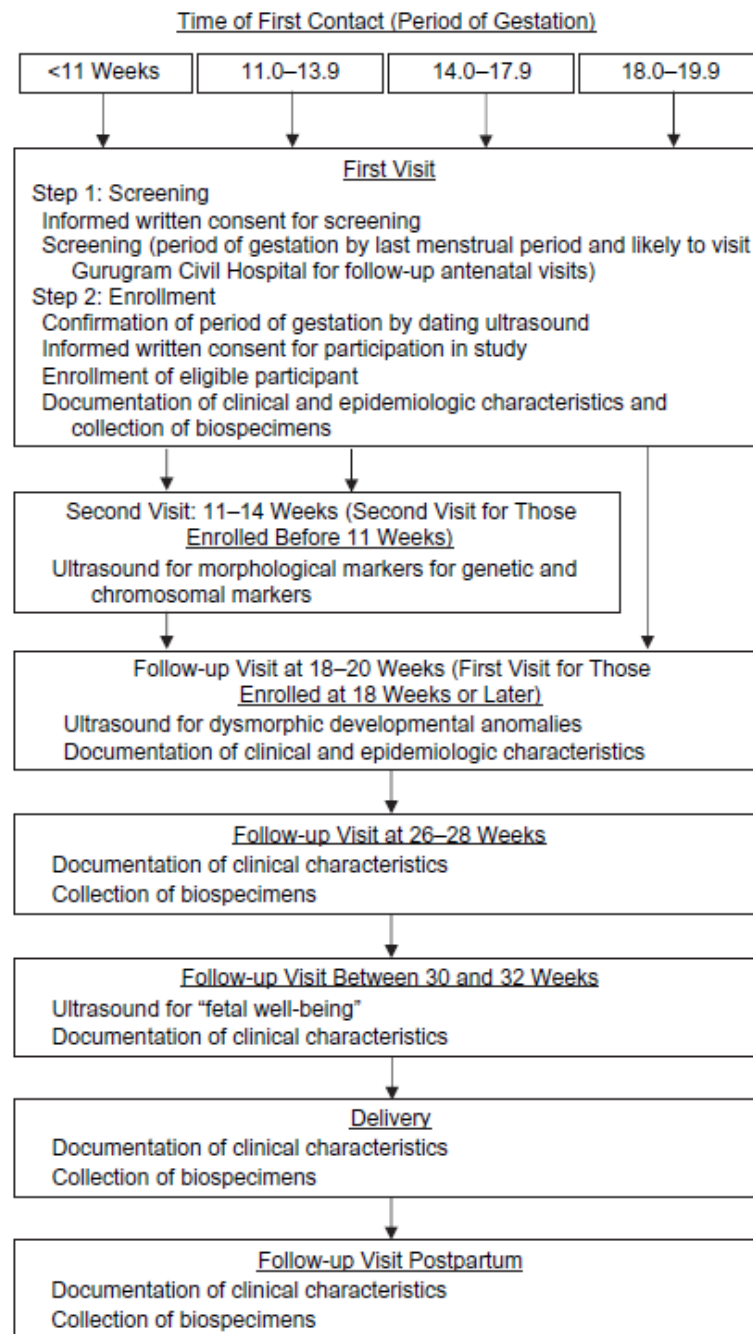 Time of First Contact (Period of Gestation)
<11 Weeks
11.0–13.9
14.0–17.9
18.0–19.9
First Visit
Step 1: Screening
Informed written consent for screening
Screening (period of gestation by last menstrual period and likely to visit
Gurugram Civil Hospital for follow-up antenatal visits)
Step 2: Enrollment
Confirmation of period of gestation by dating ultrasound
Informed written consent for participation in study
Enrollment of eligible participant
Documentation of clinical and epidemiologic characteristics and
collection of biospecimens
Second Visit: 11–14 Weeks (Second Visit for Those
Enrolled Before 11 Weeks)
Ultrasound for morphological markers for genetic and
chromosomal markers
Follow-up Visit at 18–20 Weeks (First Visit for Those
Enrolled at 18 Weeks or Later)
Ultrasound for dysmorphic developmental anomalies
Documentation of clinical and epidemiologic characteristics
Follow-up Visit at 26–28 Weeks
Documentation of clinical characteristics
Collection of biospecimens
Follow-up Visit Between 30 and 32 Weeks
Ultrasound for “fetal well-being”
Documentation of clinical characteristics
Delivery
Documentation of clinical characteristics
Collection of biospecimens
Follow-up Visit Postpartum
Documentation of clinical characteristics
Collection of biospecimens